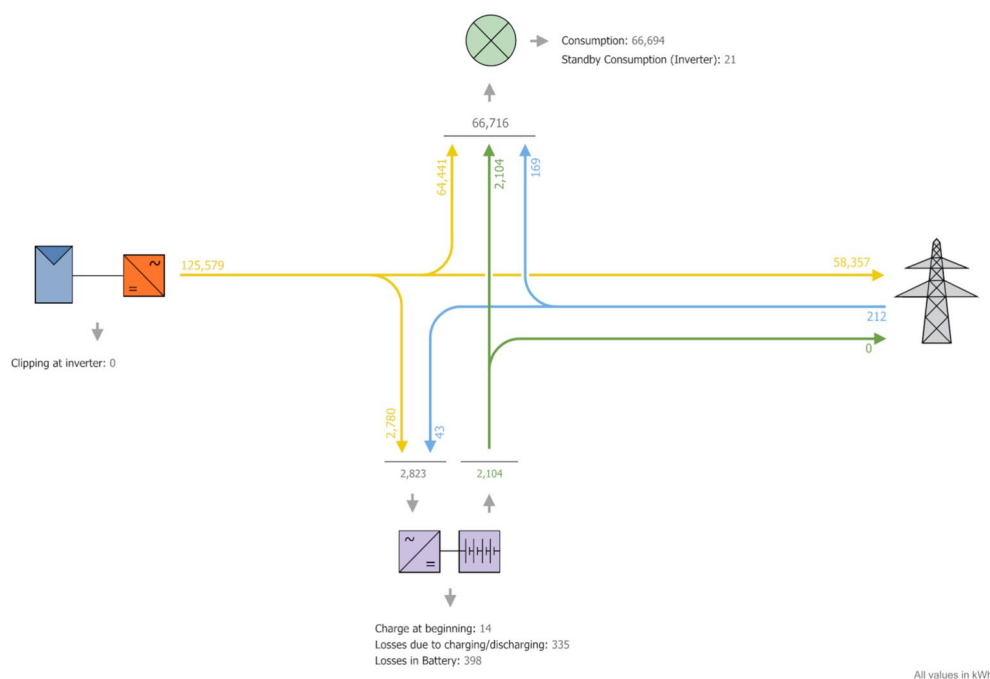 Consumption: 66,694
Standby Consumption (Inverter): 21
66,716
64,441
2,104
169
125,579
58,357
212
0
Clipping at inverter: 0
2,780
43
2,823
2,104
Charge at beginning: 14
Losses due to charging/discharging: 335
Losses in Battery: 398
All values in kWh